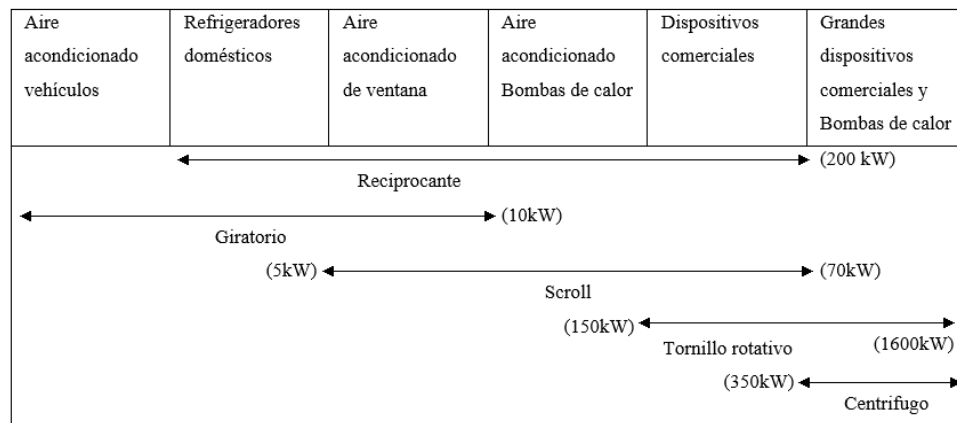 Aire
acondicionado
vehículos
Refrigeradores
domésticos
Aire
acondicionado
de ventana
Aire
acondicionado
Bombas de calor
Dispositivos
comerciales
Grandes
dispositivos
comerciales y
Bombas de calor
(200 kW)
Reciprocante
(10kW)
Giratorio
(5kW)
(70kW)
Scroll
(150kW)
(1600kW)
Tornillo rotativo
(350kW)
Centrifugo